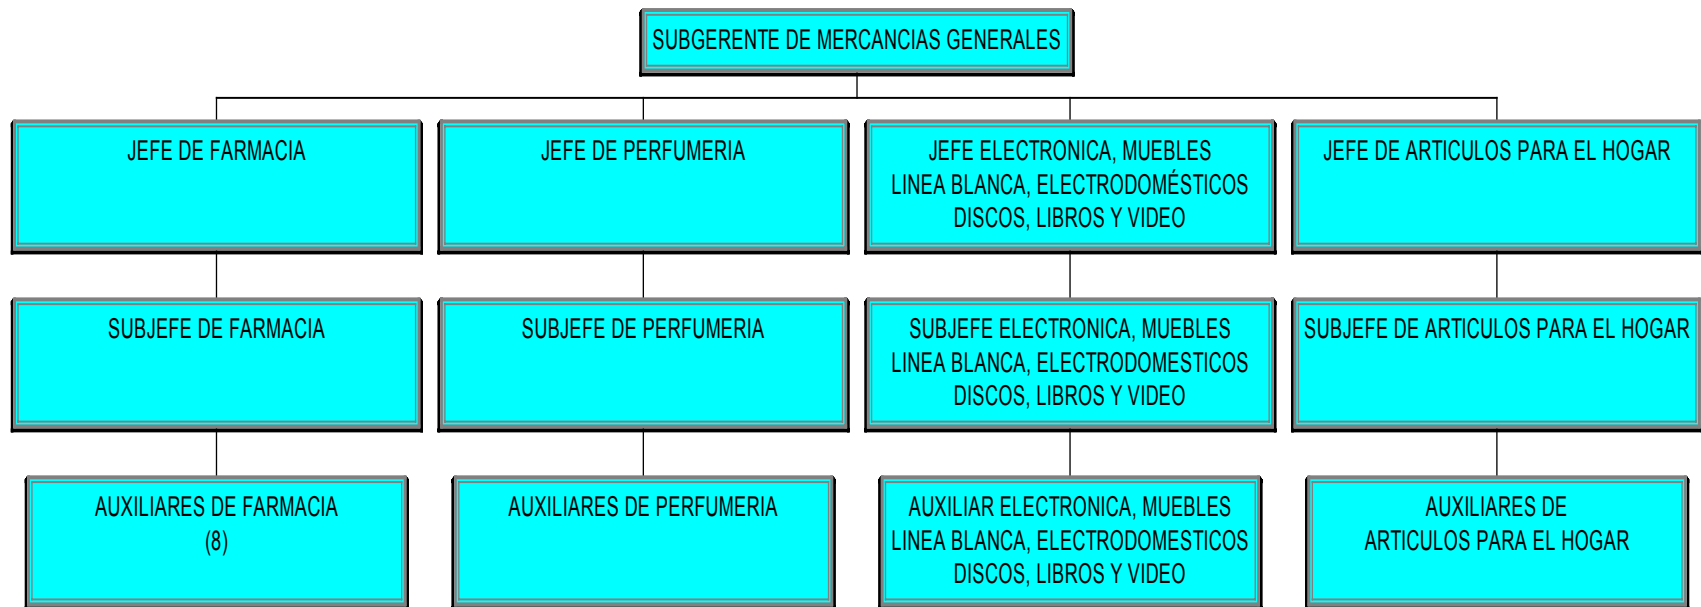 SUBGERENTE DE MERCANCIAS GENERALES
JEFE DE FARMACIA
JEFE DE PERFUMERIA
JEFE ELECTRONICA, MUEBLES
LINEA BLANCA, ELECTRODOMÉSTICOS
DISCOS, LIBROS Y VIDEO
JEFE DE ARTICULOS PARA EL HOGAR
SUBJEFE DE FARMACIA
SUBJEFE DE PERFUMERIA
SUBJEFE ELECTRONICA, MUEBLES
LINEA BLANCA, ELECTRODOMESTICOS
DISCOS, LIBROS Y VIDEO
SUBJEFE DE ARTICULOS PARA EL HOGAR
AUXILIARES DE FARMACIA
(8)
AUXILIARES DE PERFUMERIA
AUXILIAR ELECTRONICA, MUEBLES
LINEA BLANCA, ELECTRODOMESTICOS
DISCOS, LIBROS Y VIDEO
AUXILIARES DE
ARTICULOS PARA EL HOGAR